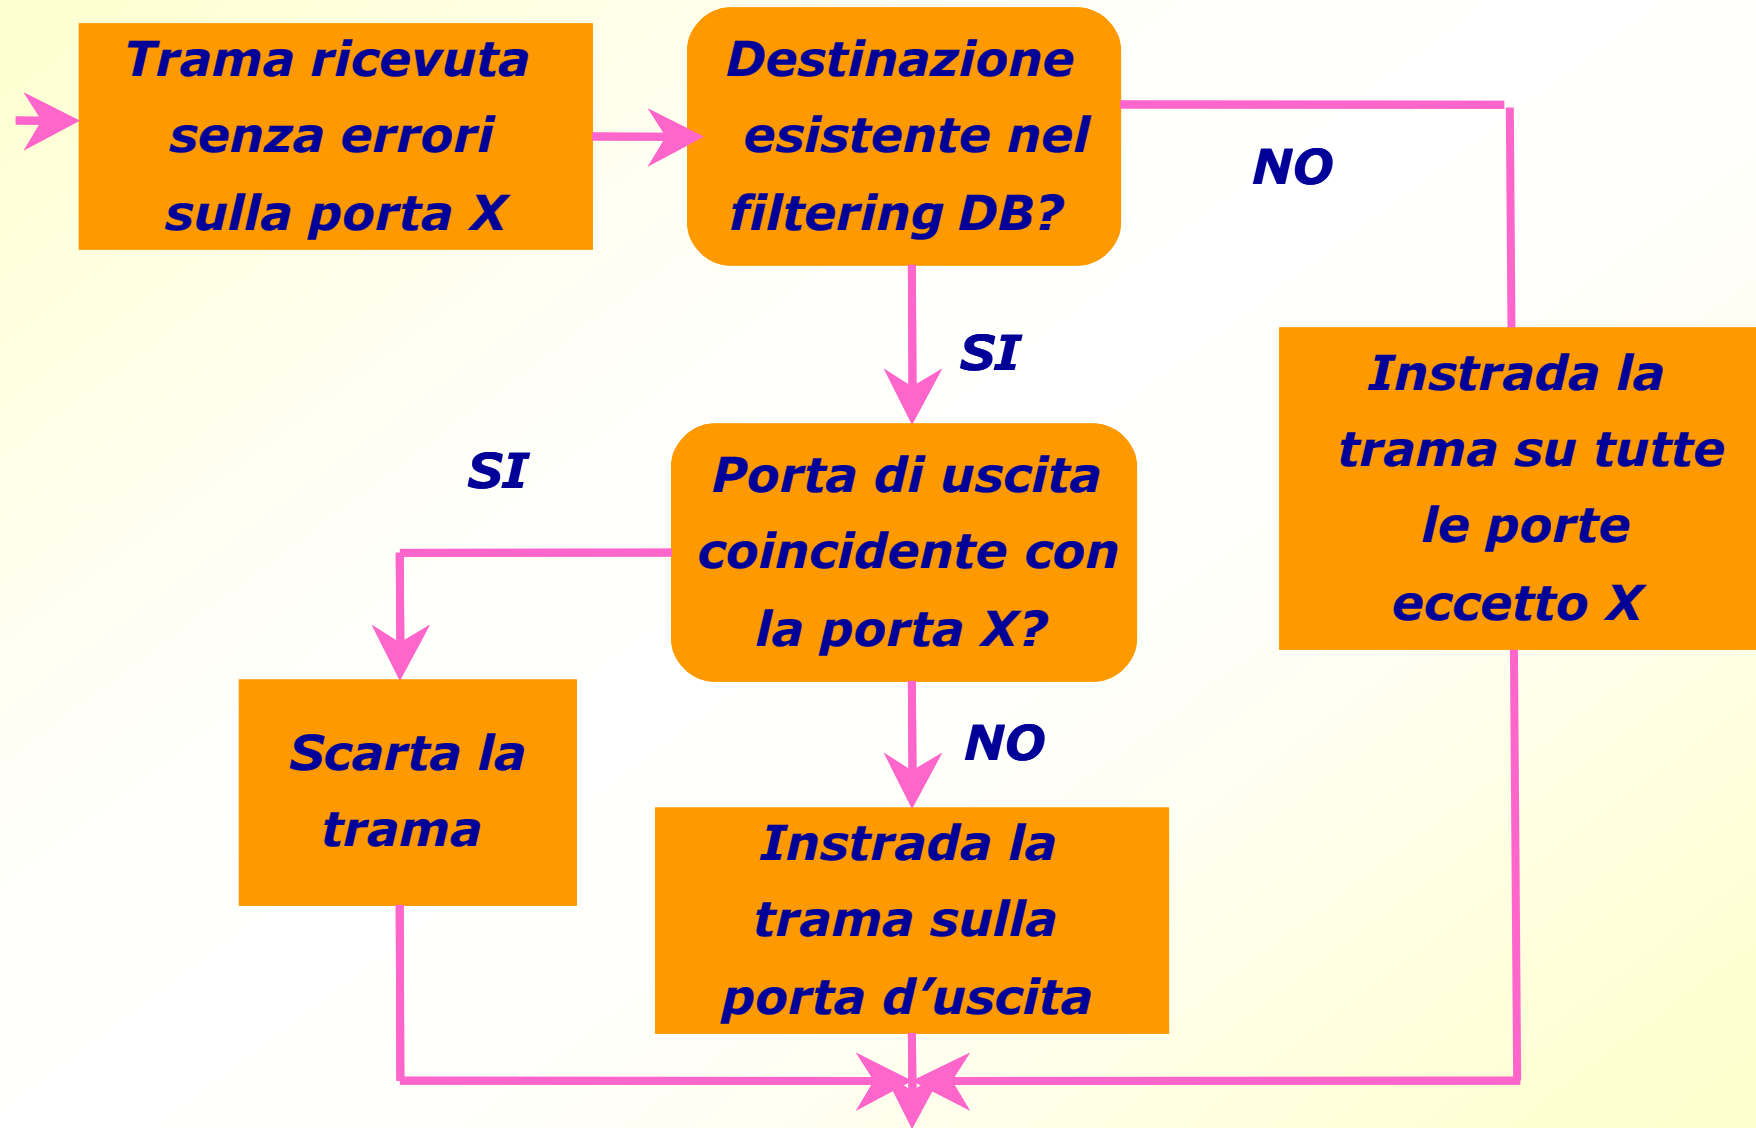 Trama ricevuta
senza errori
sulla porta X
Destinazione
esistente nel
filtering DB?
NO
SI
Instrada la
trama su tutte
le porte
eccetto X
SI
Porta di uscita
coincidente con
la porta X?
Scarta la
trama
NO
Instrada la
trama sulla
porta d’uscita